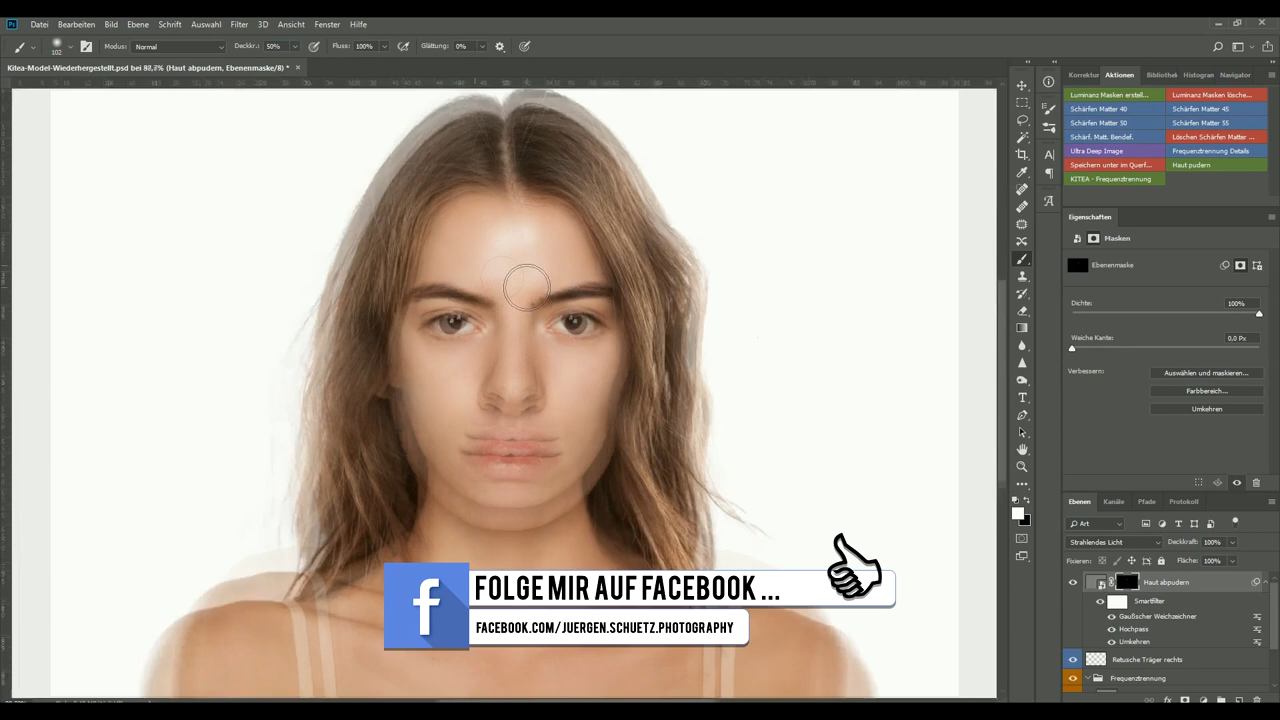 Datei Bearbeiten Bild Ebene Schrift Auswahl Filter 3D Ansicht Fenster Hilfe
102 Modus: Normal Deckkr.: 50% Fluss: 100% Glättung: 0%
Kitea-Model-Wiederhergestellt.psd bei (Haut abpudern, Ebenenmaske/8) * ×
Korrektur Aktionen Bibliothek Histogran Navigator
Luminanz Masken erstell... Luminanz Masken lösche...
Schärfen Matter 40 Schärfen Matter 45
Schärfen Matter 50 Schärfen Matter 55
Schärf. Matt. Bendef. Löschen Schärfen Matter ...
Ultra Deep Image Frequenztrennung Details
Speichern unter im Querf... Haut pudern
KITEA - Frequenztrennung
Eigenschaften
Masken
Ebenenmaske
Dichte: 100%
Weiche Kante: 0,0 Px
Verbessern: Auswählen und maskieren...
Farbbereich...
Umkehren
Ebenen Kanäle Pfade Protokoll
Art
Strahlendes Licht Deckkraft: 100%
Fixieren: Fläche: 100%
Haut abpudern
Smartfilter
Gaußscher Weichzeichner
Hochpass
Umkehren
Retusche Träger rechts
Frequenztrennung
f FOLGE MIR AUF FACEBOOK ...
FACEBOOK.COM/JUERGEN.SCHUETZ.PHOTOGRAPHY